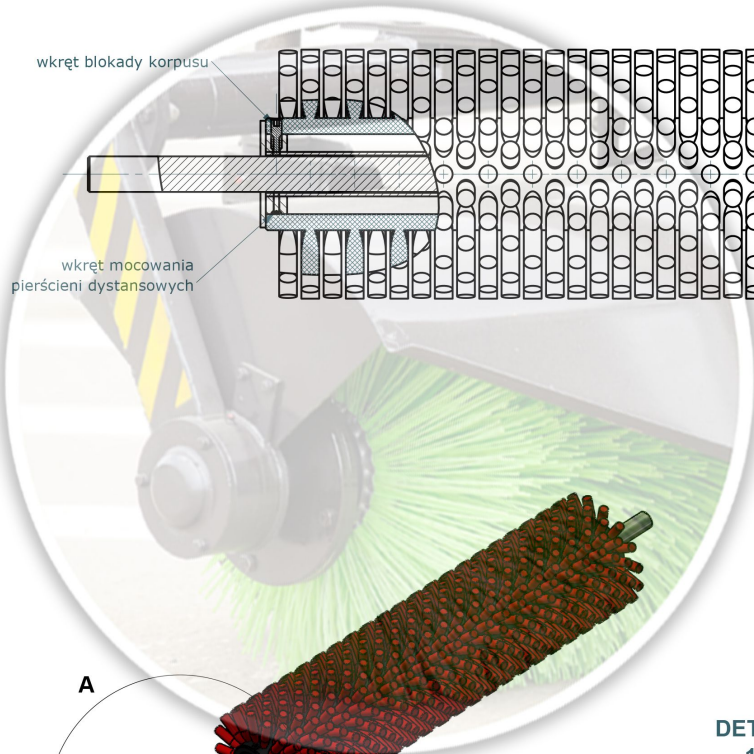 wkręt blokady korpusu
wkręt mocowania
pierścieni dystansowych
A
DET